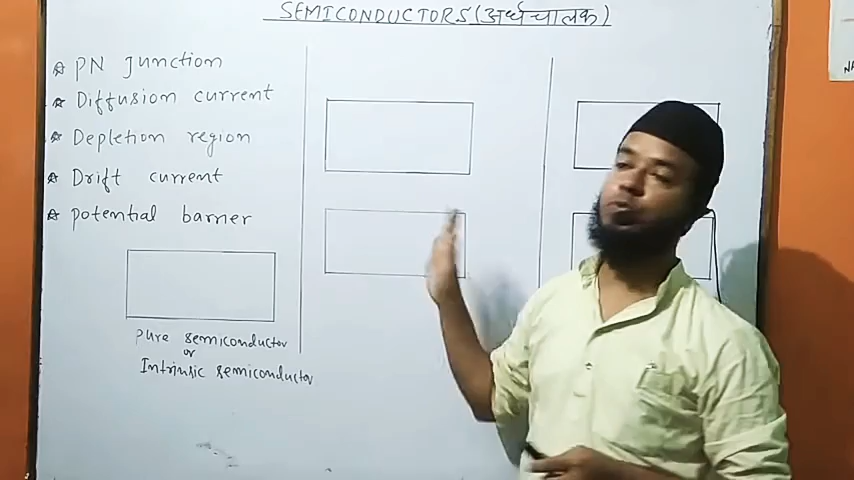 SEMICONDUCTORS (अर्धचालक)
☆ PN Junction
☆ Diffusion current
☆ Depletion region
☆ Drift current
☆ potential barrier
Pure semiconductor
or
Intrinsic semiconductor